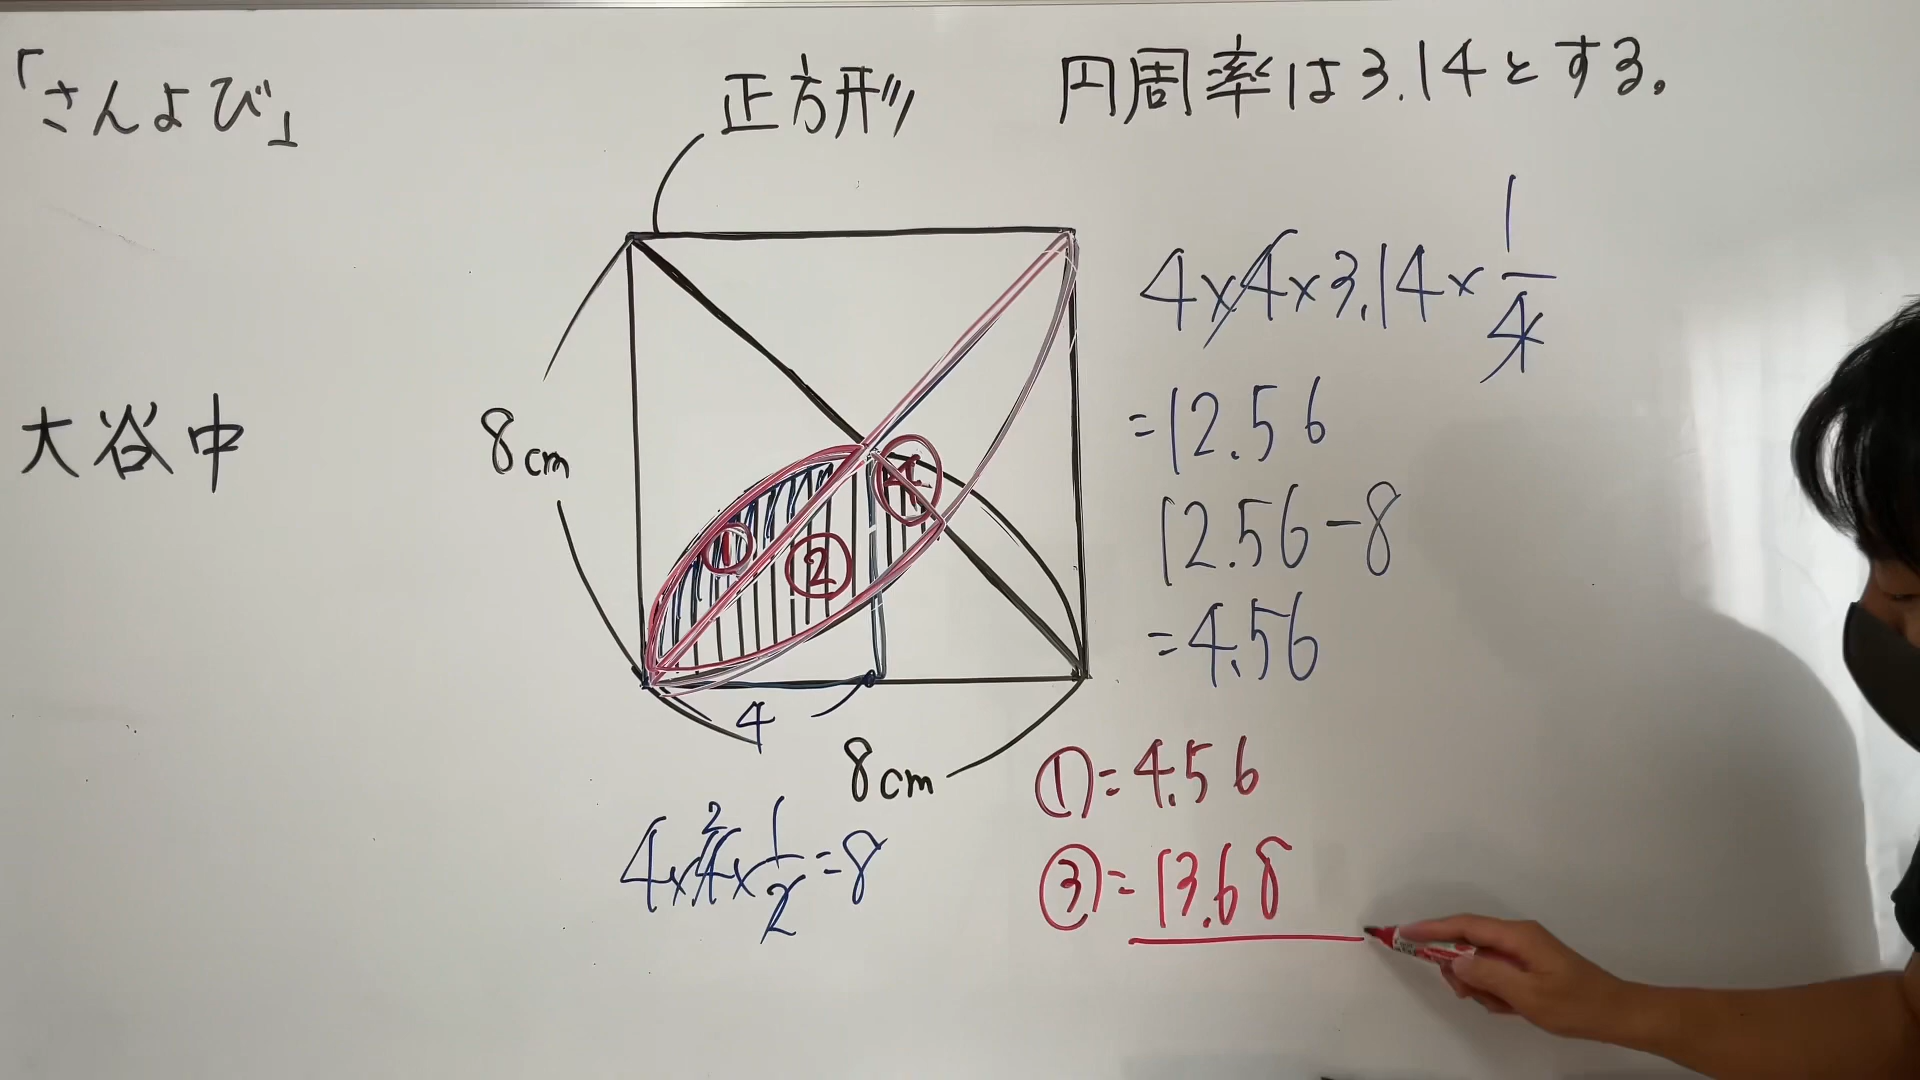 「さんよび」
正方形
円周率は3.14とする。
大谷中
8cm
①
②
4
8cm
4×4×1/2=8
2
4×4×3.14×1/4
=12.56
12.56-8
=4.56
①=4.56
③=13.68